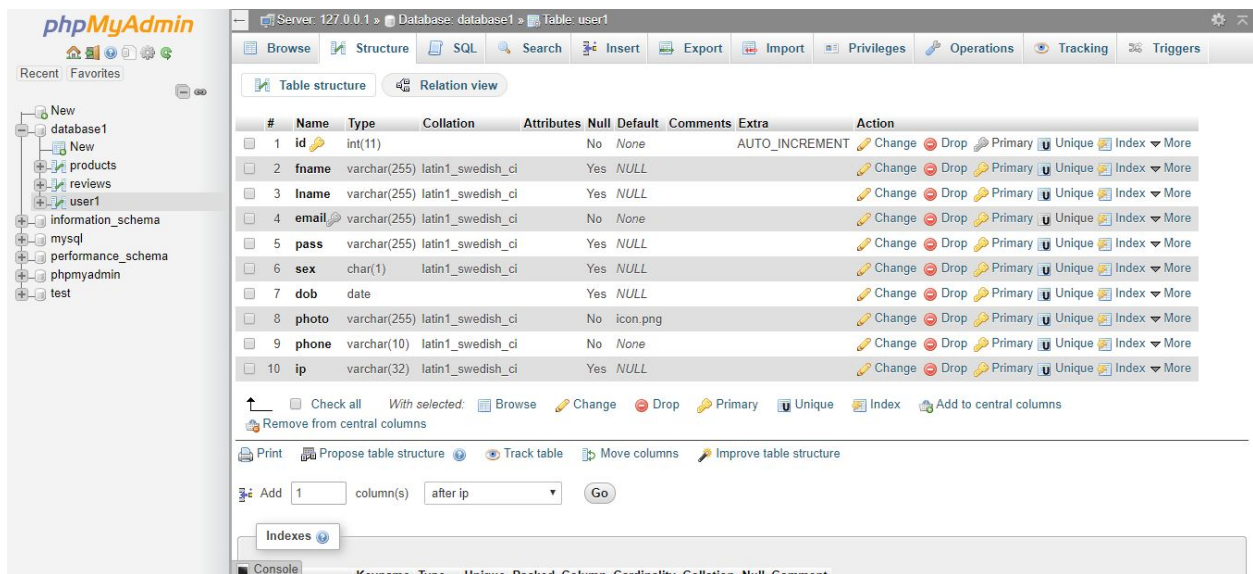 phpMyAdmin
Recent Favorites
New
database1
New
products
reviews
user1
information_schema
mysql
performance_schema
phpmyadmin
test
Server: 127.0.0.1 » Database: database1 » Table: user1
Browse Structure SQL Search Insert Export Import Privileges Operations Tracking Triggers
Table structure Relation view
# Name Type Collation Attributes Null Default Comments Extra Action
1 id int(11) No None AUTO_INCREMENT Change Drop Primary Unique Index More
2 fname varchar(255) latin1_swedish_ci Yes NULL Change Drop Primary Unique Index More
3 lname varchar(255) latin1_swedish_ci Yes NULL Change Drop Primary Unique Index More
4 email varchar(255) latin1_swedish_ci No None Change Drop Primary Unique Index More
5 pass varchar(255) latin1_swedish_ci Yes NULL Change Drop Primary Unique Index More
6 sex char(1) latin1_swedish_ci Yes NULL Change Drop Primary Unique Index More
7 dob date Yes NULL Change Drop Primary Unique Index More
8 photo varchar(255) latin1_swedish_ci No icon.png Change Drop Primary Unique Index More
9 phone varchar(10) latin1_swedish_ci No None Change Drop Primary Unique Index More
10 ip varchar(32) latin1_swedish_ci Yes NULL Change Drop Primary Unique Index More
Check all With selected: Browse Change Drop Primary Unique Index Add to central columns
Remove from central columns
Print Propose table structure Track table Move columns Improve table structure
Add 1 column(s) after ip Go
Indexes
Console
Keyname Type Unique Packed Column Cardinality Collation Null Comment